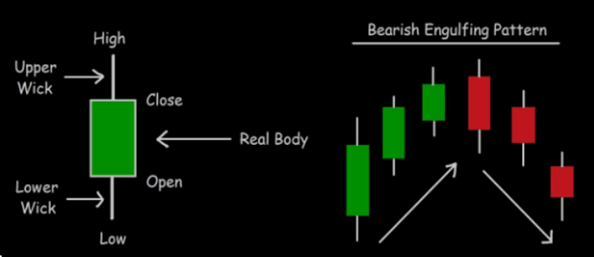 High
Upper
Wick
Close
Real Body
Open
Lower
Wick
Low
Bearish Engulfing Pattern